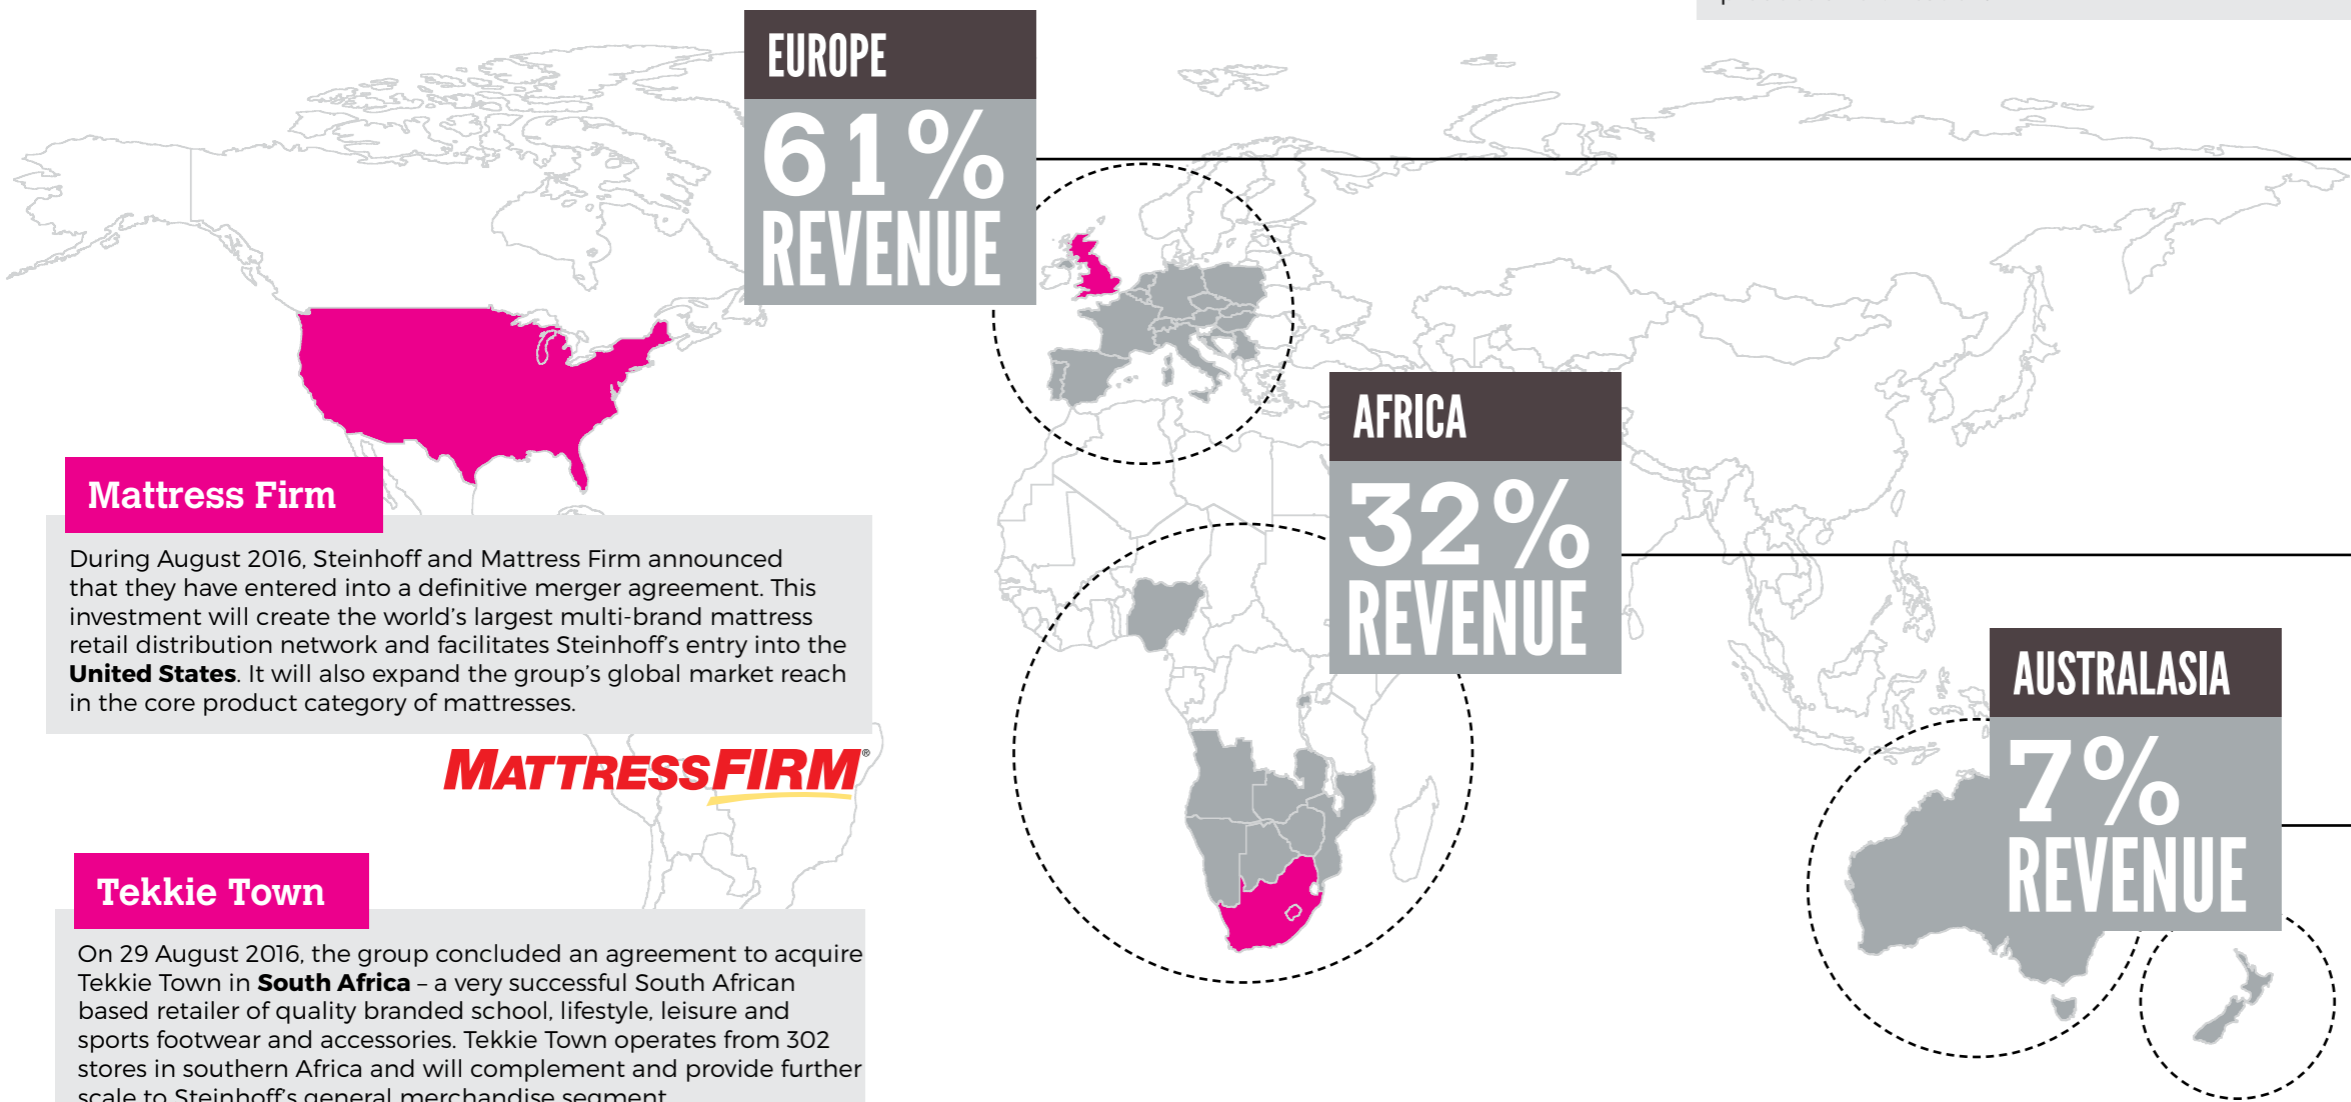 EUROPE
61%
REVENUE
AFRICA
32%
REVENUE
AUSTRALASIA
7%
REVENUE
Mattress Firm
During August 2016, Steinhoff and Mattress Firm announced
that they have entered into a definitive merger agreement. This
investment will create the world's largest multi-brand mattress
retail distribution network and facilitates Steinhoff's entry into the
United States. It will also expand the group's global market reach
in the core product category of mattresses.
MATTRESSFIRM®
Tekkie Town
On 29 August 2016, the group concluded an agreement to acquire
Tekkie Town in South Africa – a very successful South African
based retailer of quality branded school, lifestyle, leisure and
sports footwear and accessories. Tekkie Town operates from 302
stores in southern Africa and will complement and provide further
scale to Steinhoff's general merchandise segment.